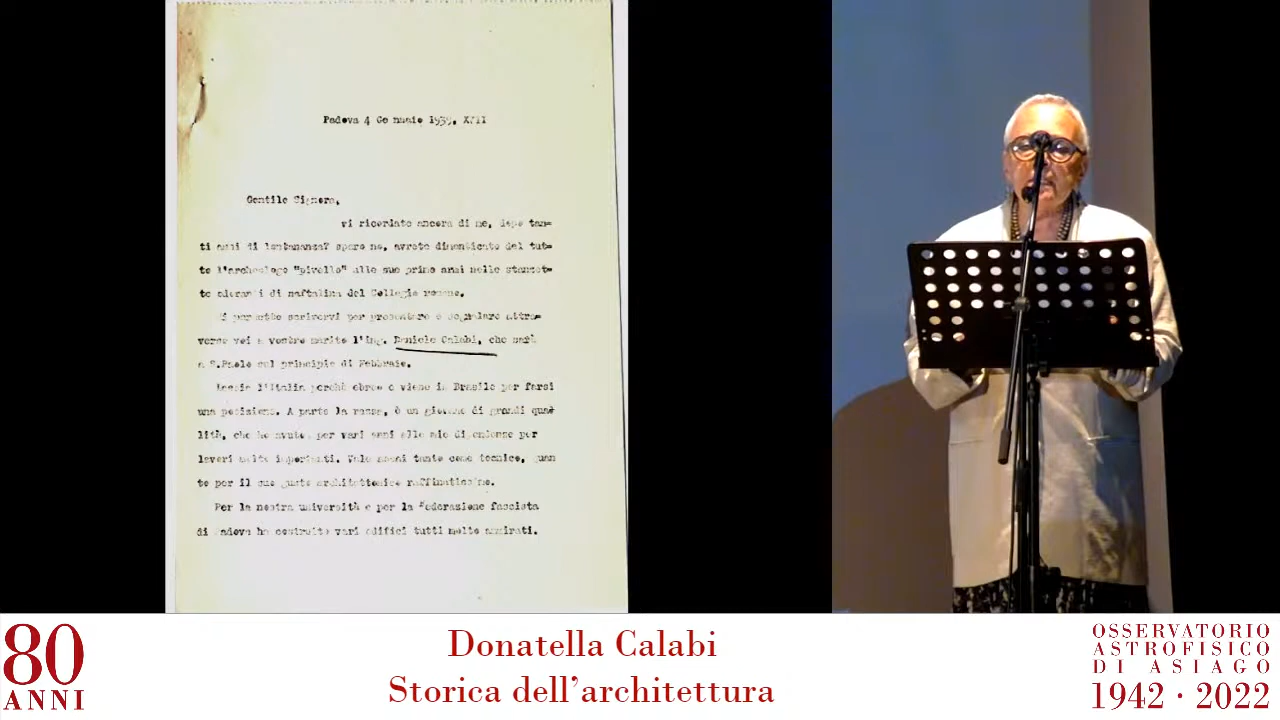 Padova 4 Gennaio 1939, XVII
Gentile Signora,
vi ricordate ancora di me, dopo tan=
ti anni di lontananza? spero no, avrete dimenticato del tut=
to l'archeologo "pivello" alle sue prime armi nelle stanzet=
te odoranti di naftalina del Collegio romano.
Vi permette scrivervi per presentare e segnalare attra=
verso voi a vostro marito l'ing. Daniele Calabi, che sarà
a S.Paolo sul principio di Febbraio.
Lascia l'Italia perchè ebreo e viene in Brasile per farsi
una posizione. A parte la razza, è un giovane di grandi qua=
lità, che ho avuto per vari anni alle mie dipendenze per
lavori molto importanti. Vale assai tanto come tecnico, quan
to per il suo gusto architettonico raffinatissimo.
Per la nostra università e per la Federazione fascista
di Padova ha costruito vari edifici tutti molto ammirati.
80
ANNI
Donatella Calabi
Storica dell'architettura
OSSERVATORIO
ASTROFISICO
DI ASIAGO
1942 · 2022